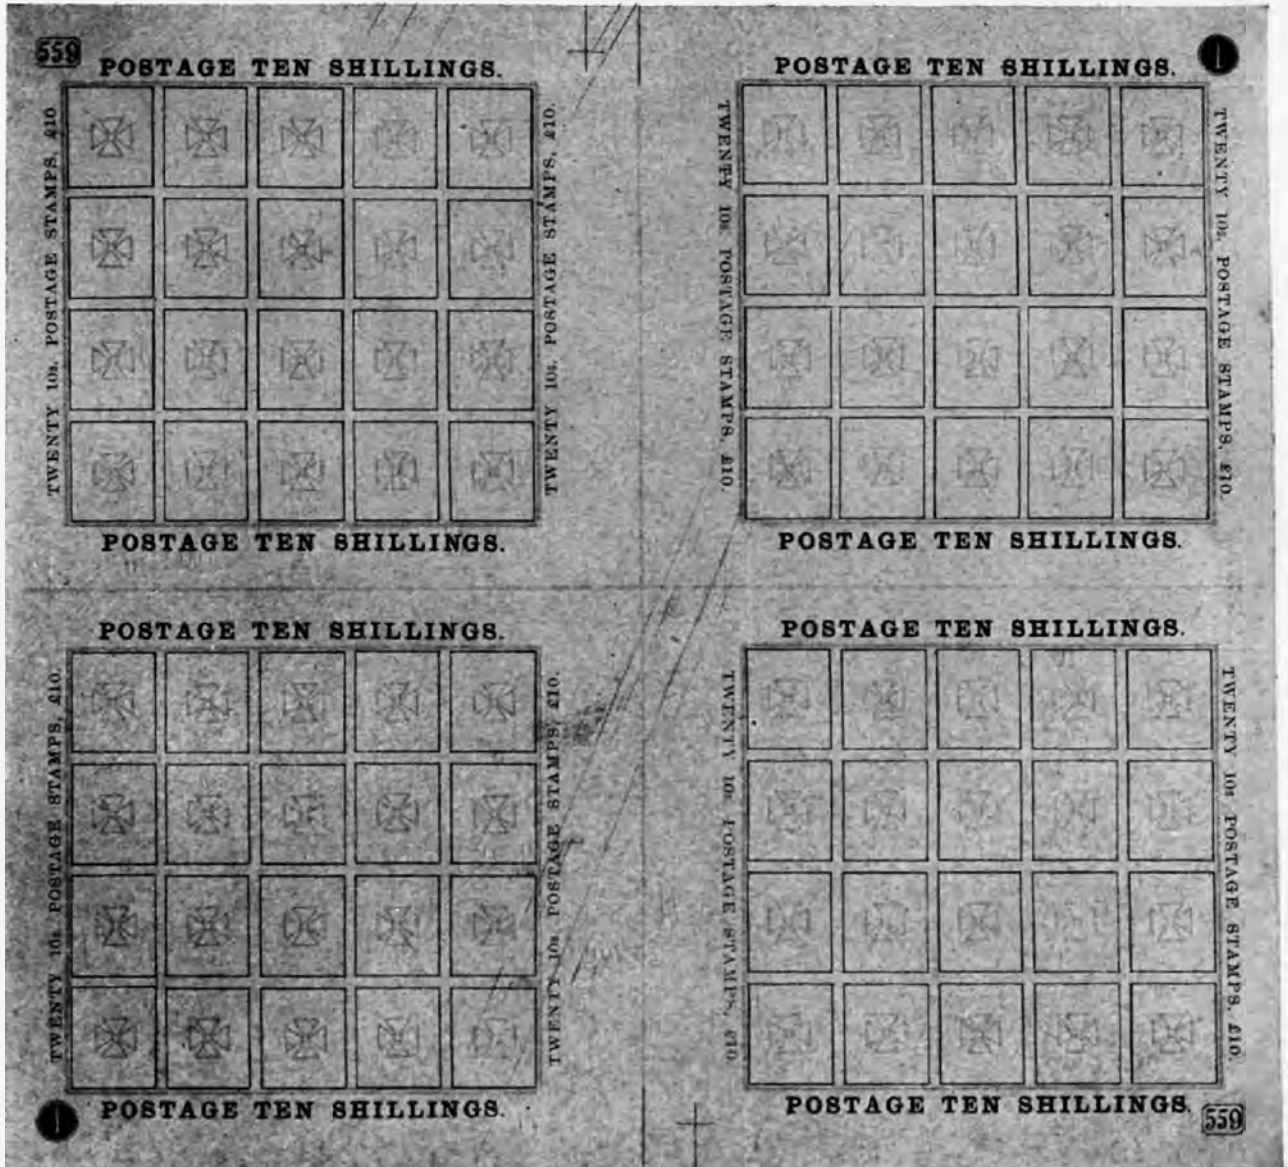 559
POSTAGE TEN SHILLINGS.
TWENTY 10s. POSTAGE STAMPS, £10
TWENTY 10s. POSTAGE STAMPS, £10.
POSTAGE TEN SHILLINGS.
POSTAGE TEN SHILLINGS.
1
TWENTY 10s POSTAGE STAMPS, £10.
TWENTY 10s. POSTAGE STAMPS, £10.
POSTAGE TEN SHILLINGS.
POSTAGE TEN SHILLINGS.
TWENTY 10s. POSTAGE STAMPS, £10.
TWENTY 10s POSTAGE STAMPS, £10.
1
POSTAGE TEN SHILLINGS.
POSTAGE TEN SHILLINGS.
TWENTY 10s POSTAGE STAMPS, £10.
TWENTY 10s POSTAGE STAMPS, £10.
POSTAGE TEN SHILLINGS.
559